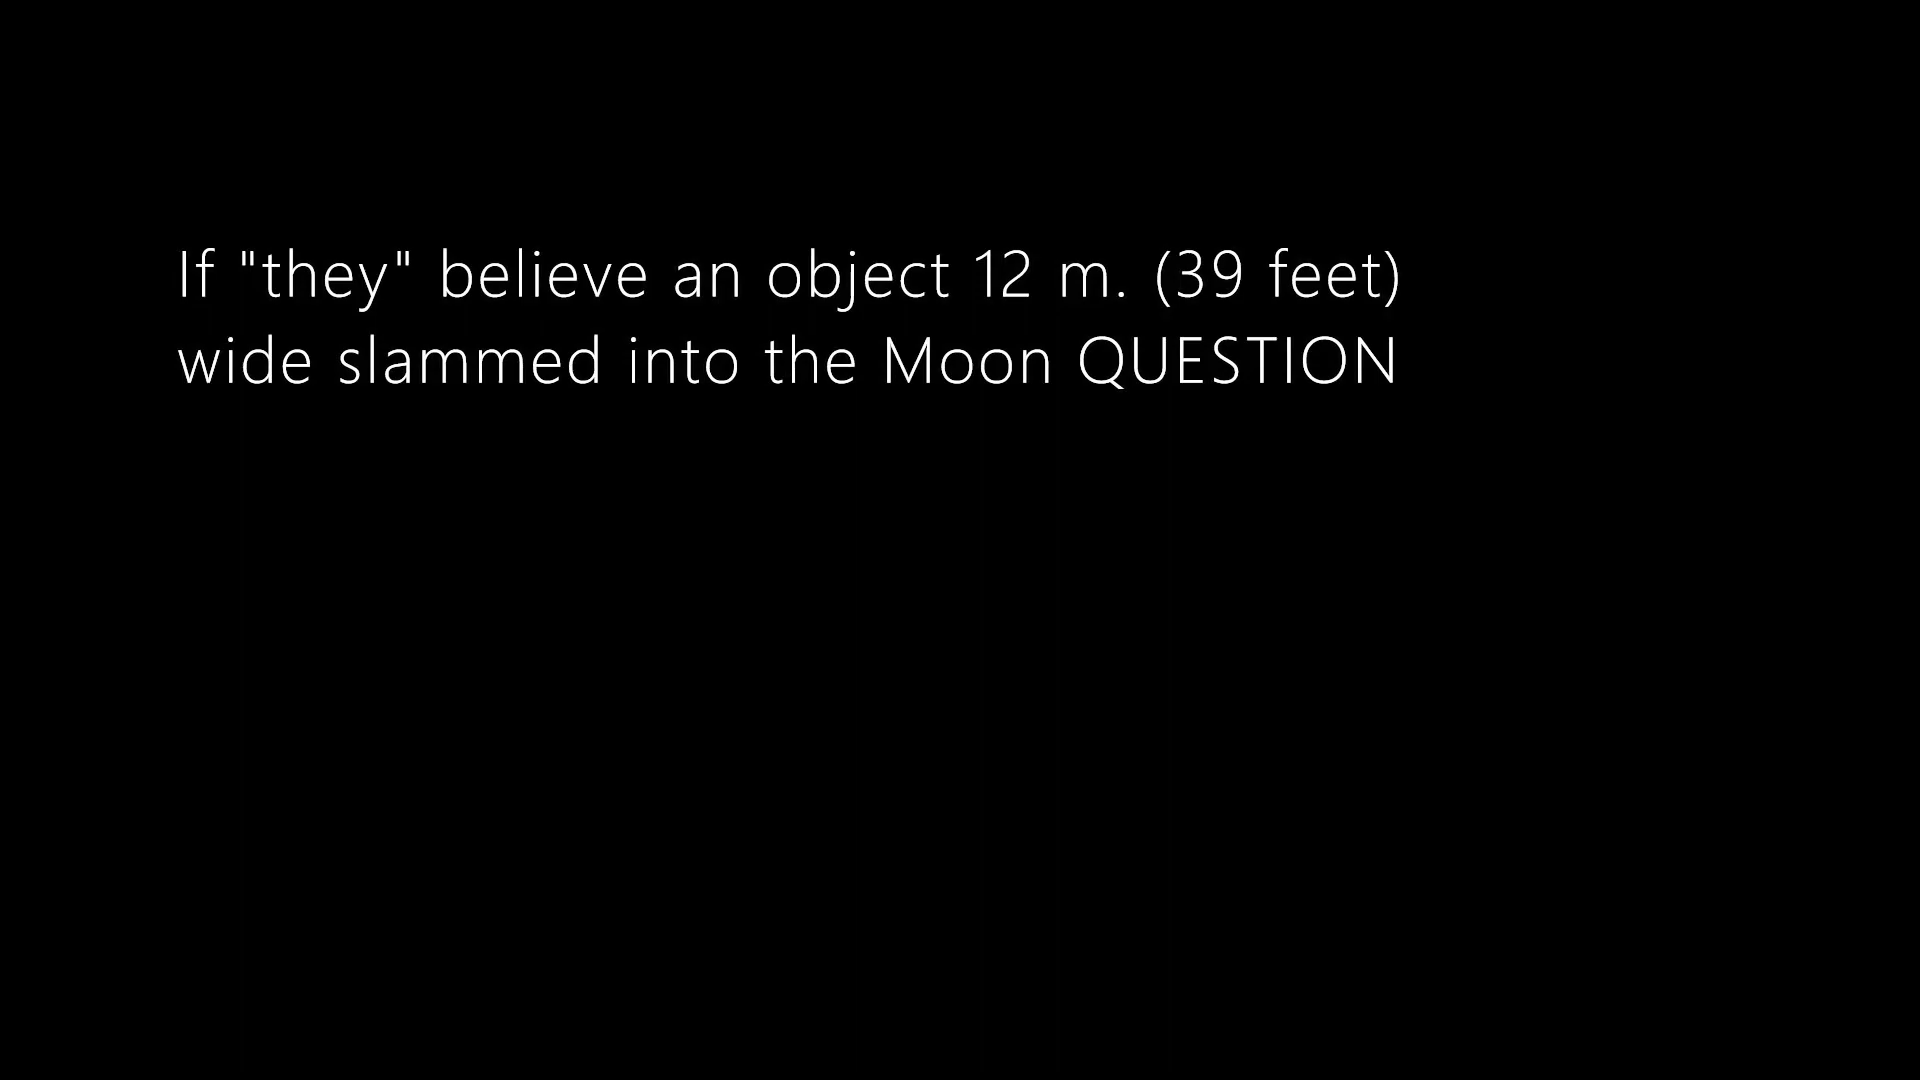 If "they" believe an object 12 m. (39 feet)
wide slammed into the Moon QUESTION